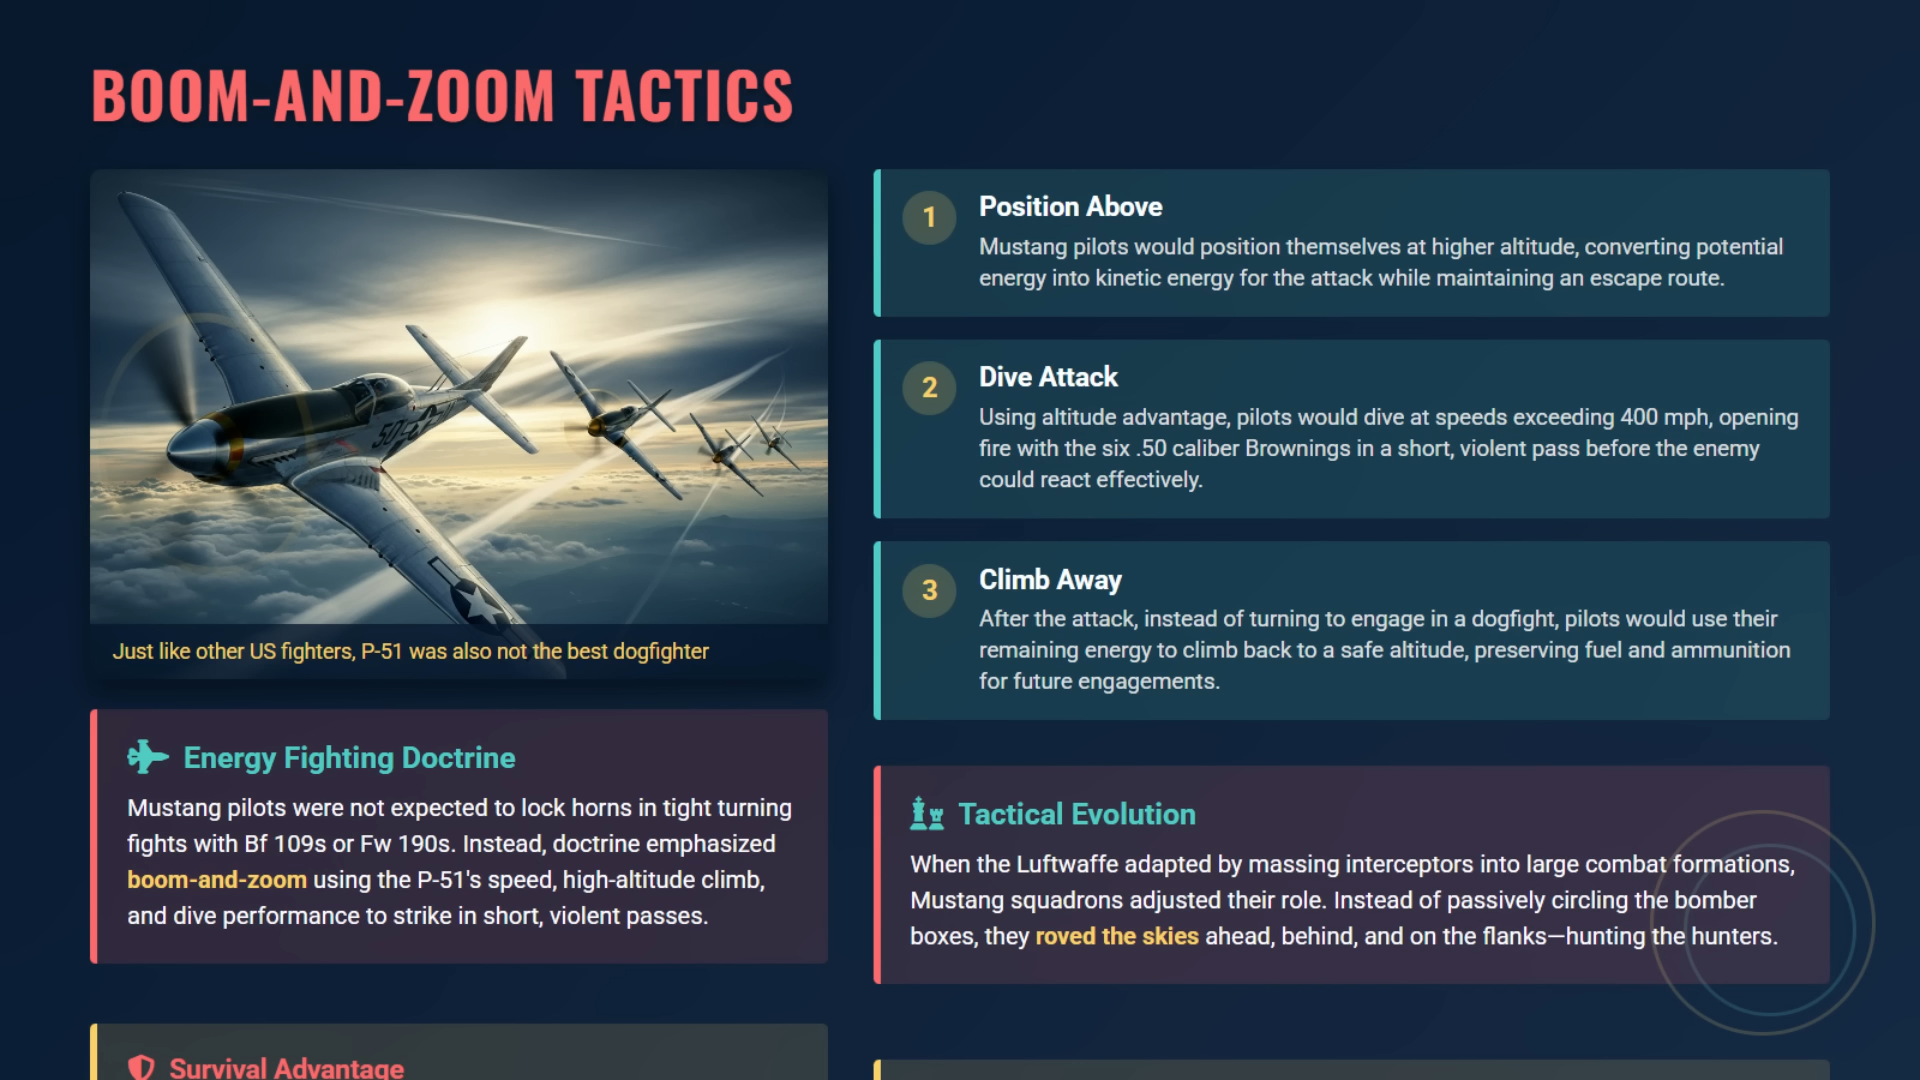 BOOM-AND-ZOOM TACTICS
50
Just like other US fighters, P-51 was also not the best dogfighter
Energy Fighting Doctrine
Mustang pilots were not expected to lock horns in tight turning
fights with Bf 109s or Fw 190s. Instead, doctrine emphasized
boom-and-zoom using the P-51's speed, high-altitude climb,
and dive performance to strike in short, violent passes.
Survival Advantage
1
Position Above
Mustang pilots would position themselves at higher altitude, converting potential
energy into kinetic energy for the attack while maintaining an escape route.
2
Dive Attack
Using altitude advantage, pilots would dive at speeds exceeding 400 mph, opening
fire with the six .50 caliber Brownings in a short, violent pass before the enemy
could react effectively.
3
Climb Away
After the attack, instead of turning to engage in a dogfight, pilots would use their
remaining energy to climb back to a safe altitude, preserving fuel and ammunition
for future engagements.
Tactical Evolution
When the Luftwaffe adapted by massing interceptors into large combat formations,
Mustang squadrons adjusted their role. Instead of passively circling the bomber
boxes, they roved the skies ahead, behind, and on the flanks—hunting the hunters.